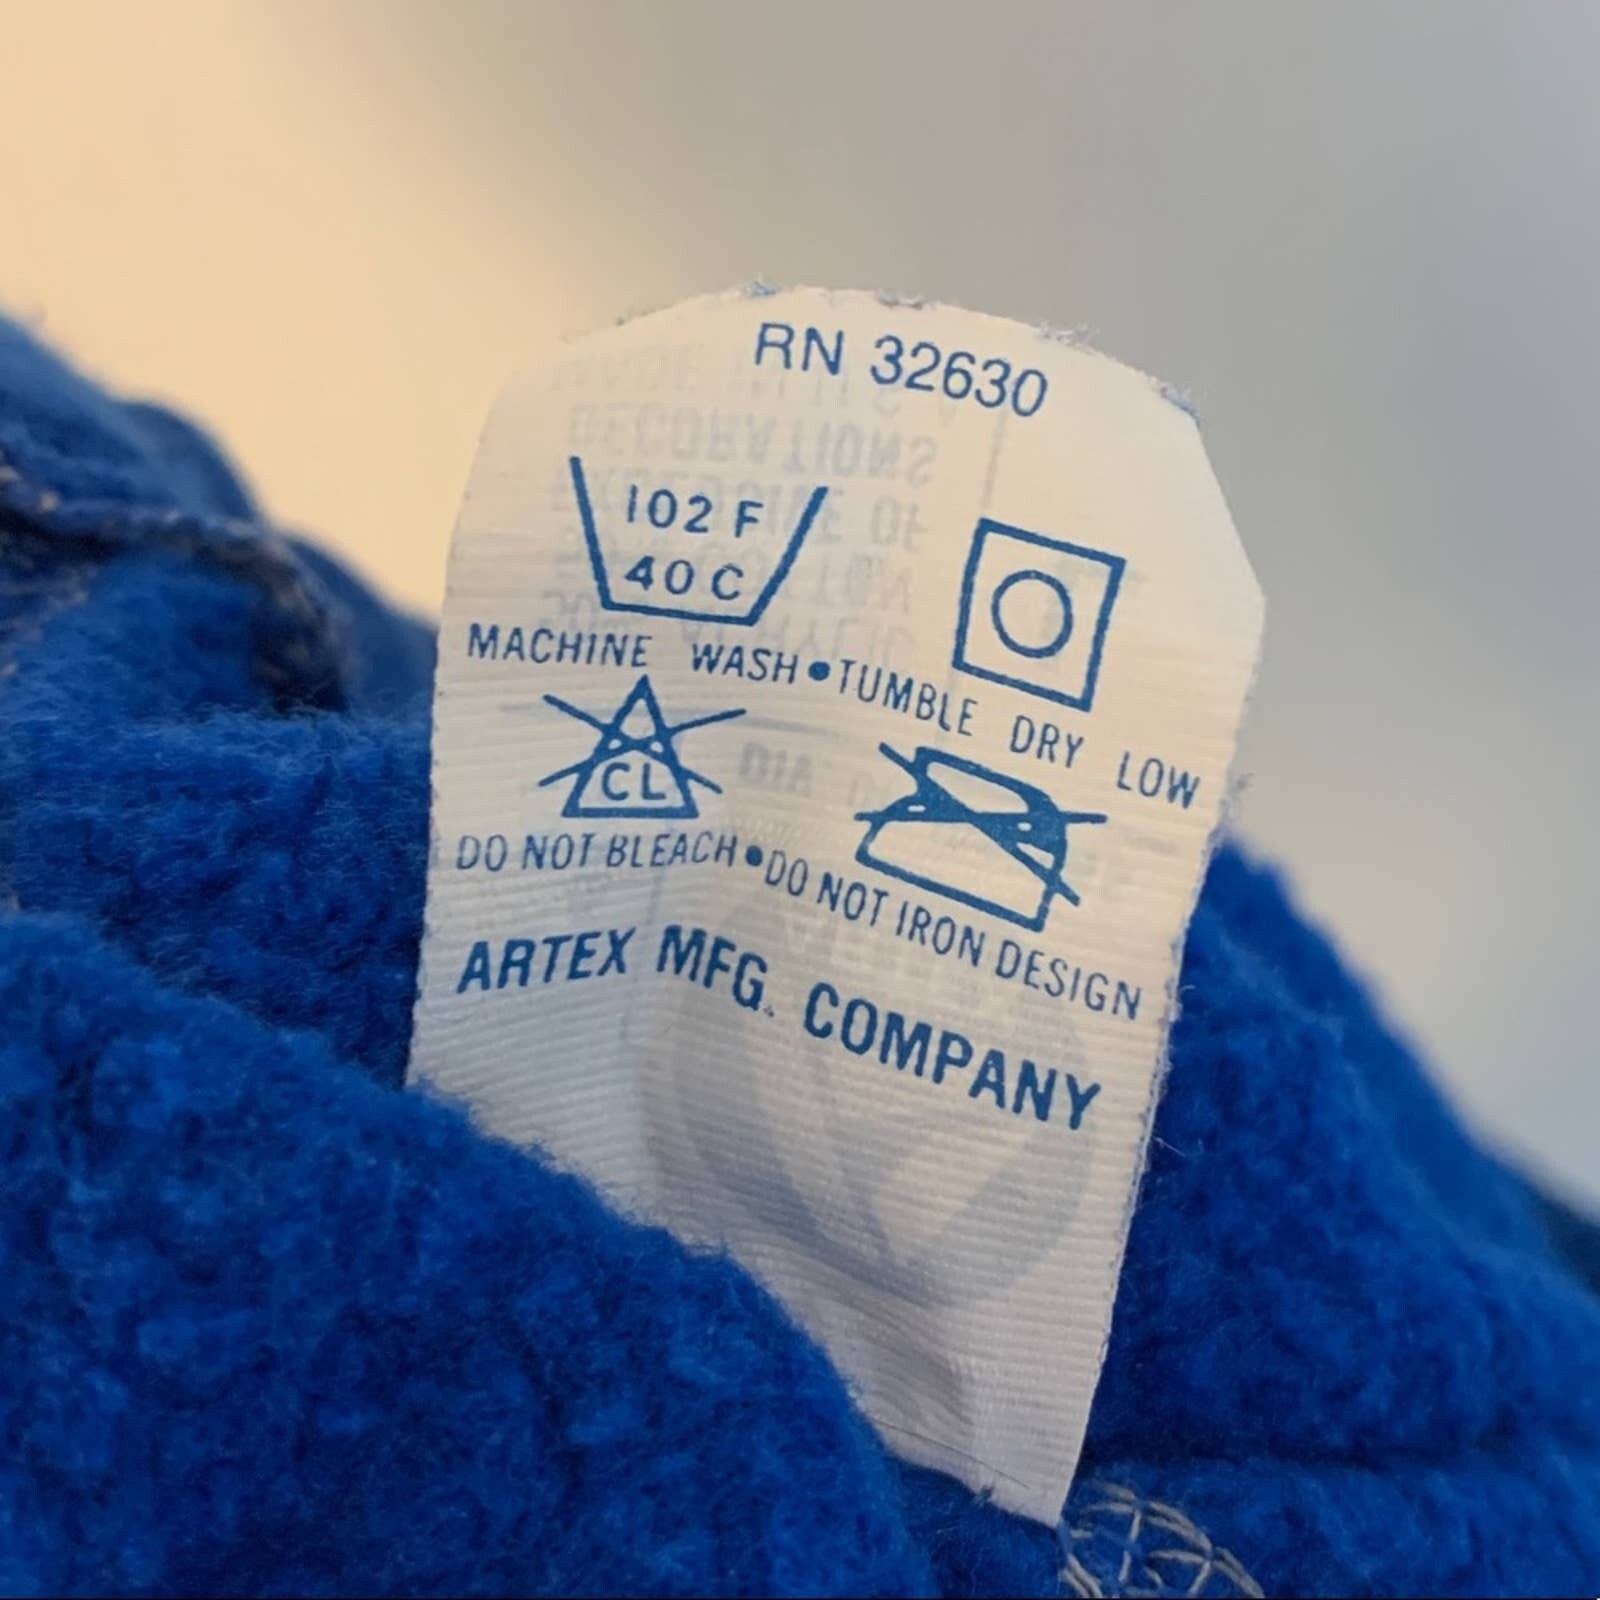 RN 32630
102 F
40 C
MACHINE WASH • TUMBLE DRY LOW
CL
DO NOT BLEACH • DO NOT IRON DESIGN
ARTEX MFG. COMPANY